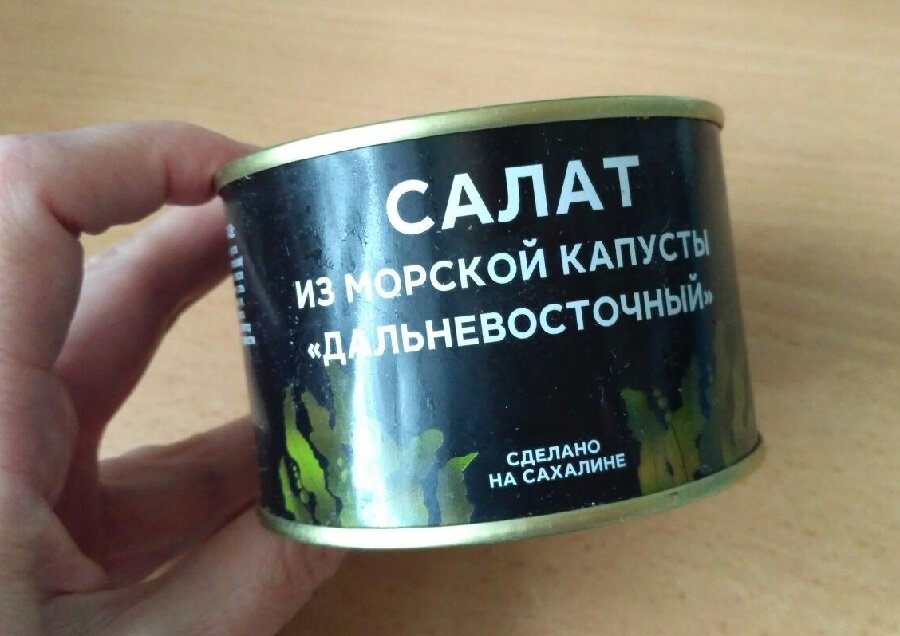 САЛАТ
ИЗ МОРСКОЙ КАПУСТЫ
«ДАЛЬНЕВОСТОЧНЫЙ»
СДЕЛАНО
НА САХАЛИНЕ